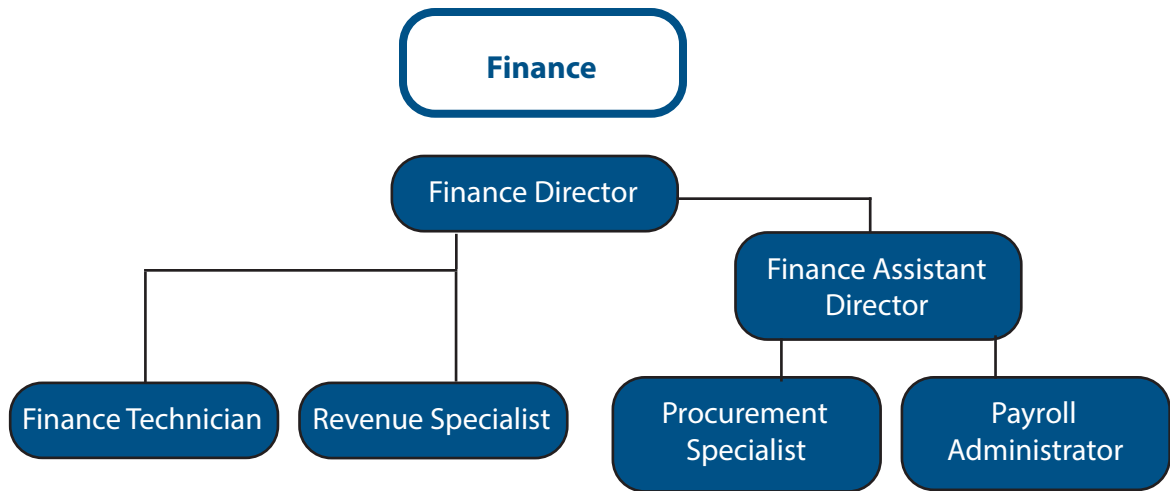 Finance
Finance Director
Finance Assistant
Director
Finance Technician
Revenue Specialist
Procurement
Specialist
Payroll
Administrator